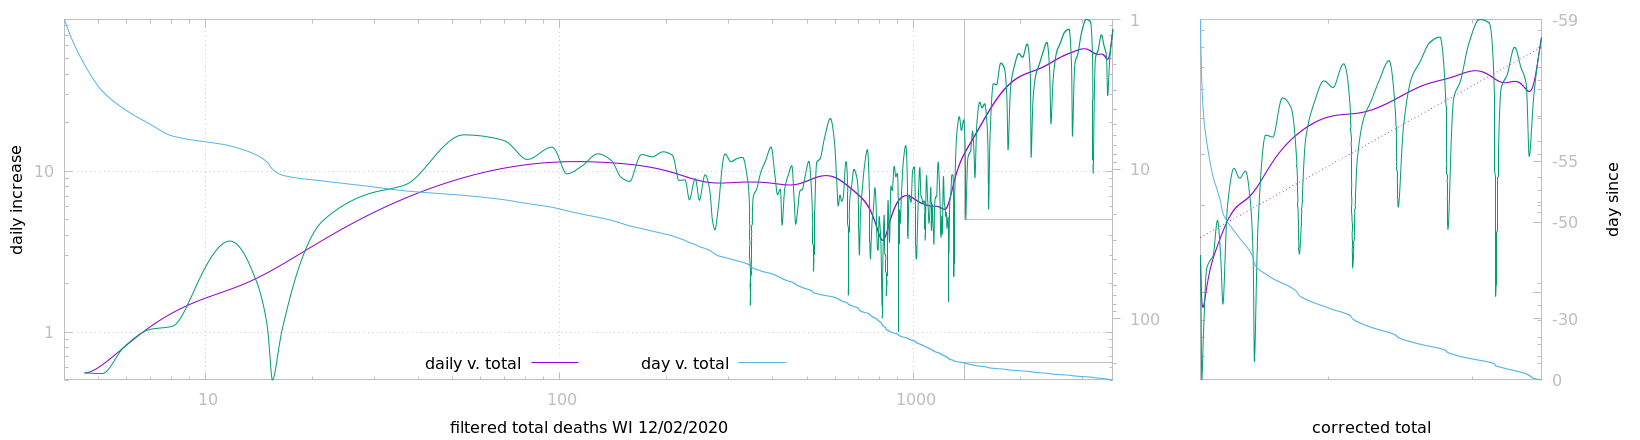 daily increase
10
1
daily v. total
day v. total
10
100
1000
1
10
100
filtered total deaths WI 12/02/2020
-59
-55
-50
-30
0
day since
corrected total